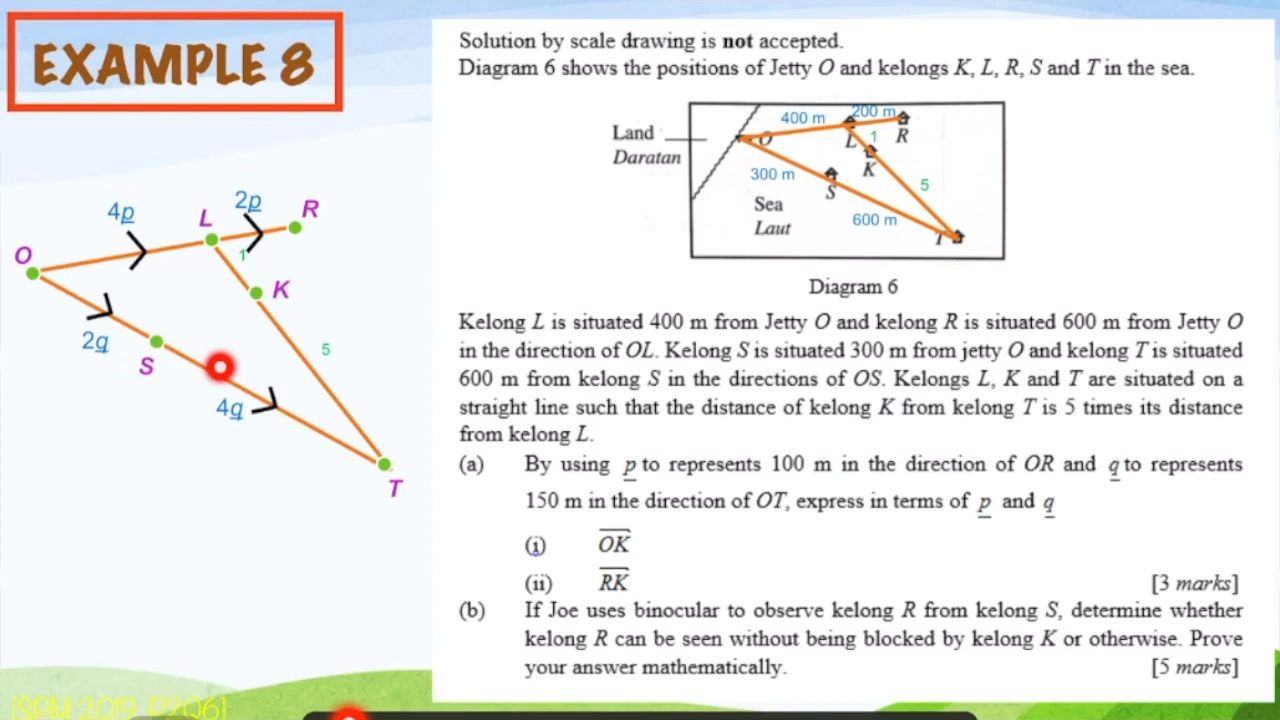 EXAMPLE 8
Solution by scale drawing is not accepted.
Diagram 6 shows the positions of Jetty O and kelongs K, L, R, S and T in the sea.
400 m
200 m
Land
Daratan
O
L
1
R
K
300 m
S
5
Sea
Laut
600 m
T
Diagram 6
4p
L
2p
R
O
1
K
2q
S
5
4q
T
Kelong L is situated 400 m from Jetty O and kelong R is situated 600 m from Jetty O
in the direction of OL. Kelong S is situated 300 m from jetty O and kelong T is situated
600 m from kelong S in the directions of OS. Kelongs L, K and T are situated on a
straight line such that the distance of kelong K from kelong T is 5 times its distance
from kelong L.
(a) By using p to represents 100 m in the direction of OR and q to represents
150 m in the direction of OT, express in terms of p and q
(i) OK
(ii) RK [3 marks]
(b) If Joe uses binocular to observe kelong R from kelong S, determine whether
kelong R can be seen without being blocked by kelong K or otherwise. Prove
your answer mathematically. [5 marks]